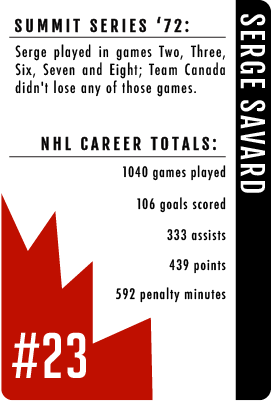 SUMMIT SERIES ‘72:
Serge played in games Two, Three,
Six, Seven and Eight; Team Canada
didn't lose any of those games.
NHL CAREER TOTALS:
1040 games played
106 goals scored
333 assists
439 points
592 penalty minutes
#23
SERGE SAVARD